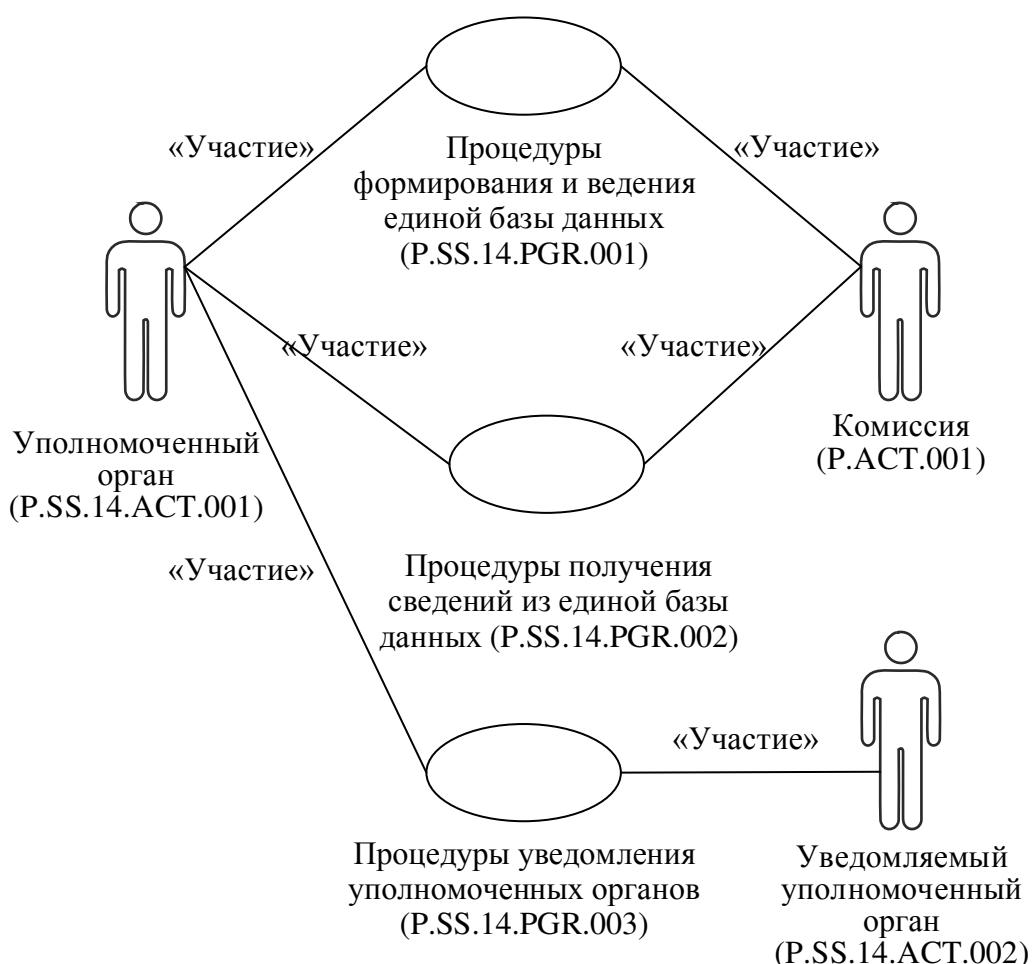 «Участие»
«Участие»
Процедуры
формирования и ведения
единой базы данных
(P.SS.14.PGR.001)
«Участие»
«Участие»
Уполномоченный
орган
(P.SS.14.ACT.001)
Комиссия
(P.ACT.001)
«Участие»
Процедуры получения
сведений из единой базы
данных (P.SS.14.PGR.002)
«Участие»
Процедуры уведомления
уполномоченных органов
(P.SS.14.PGR.003)
Уведомляемый
уполномоченный
орган
(P.SS.14.ACT.002)